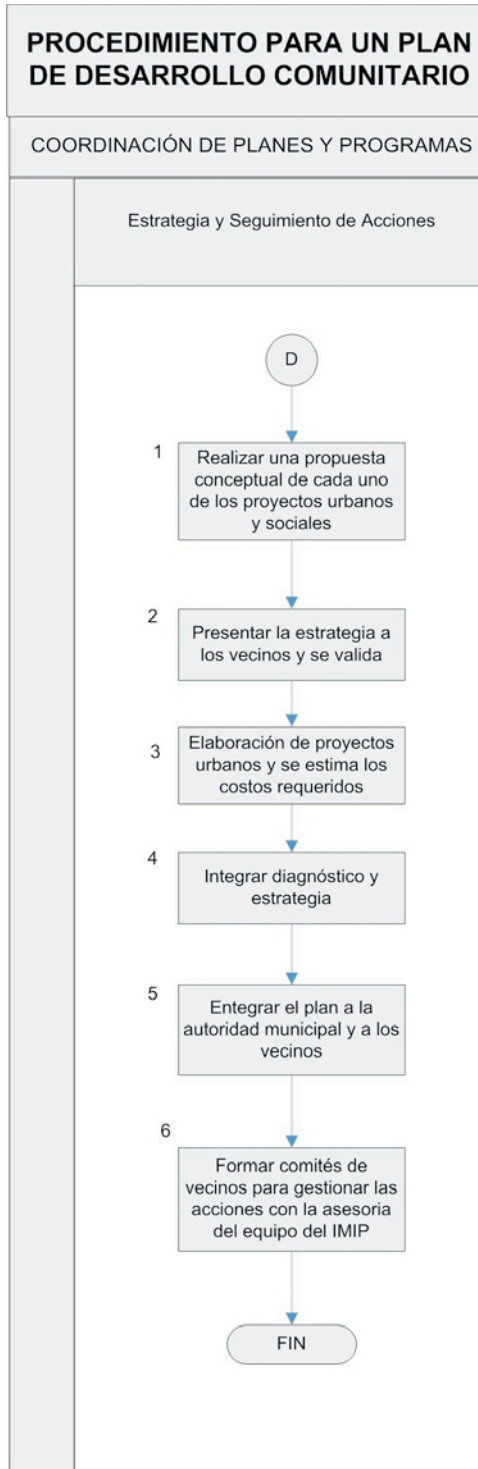 PROCEDIMIENTO PARA UN PLAN
DE DESARROLLO COMUNITARIO
COORDINACIÓN DE PLANES Y PROGRAMAS
Estrategia y Seguimiento de Acciones
D
1
Realizar una propuesta
conceptual de cada uno
de los proyectos urbanos
y sociales
2
Presentar la estrategia a
los vecinos y se valida
3
Elaboración de proyectos
urbanos y se estima los
costos requeridos
4
Integrar diagnóstico y
estrategia
5
Entegrar el plan a la
autoridad municipal y a los
vecinos
6
Formar comités de
vecinos para gestionar las
acciones con la asesoria
del equipo del IMIP
FIN